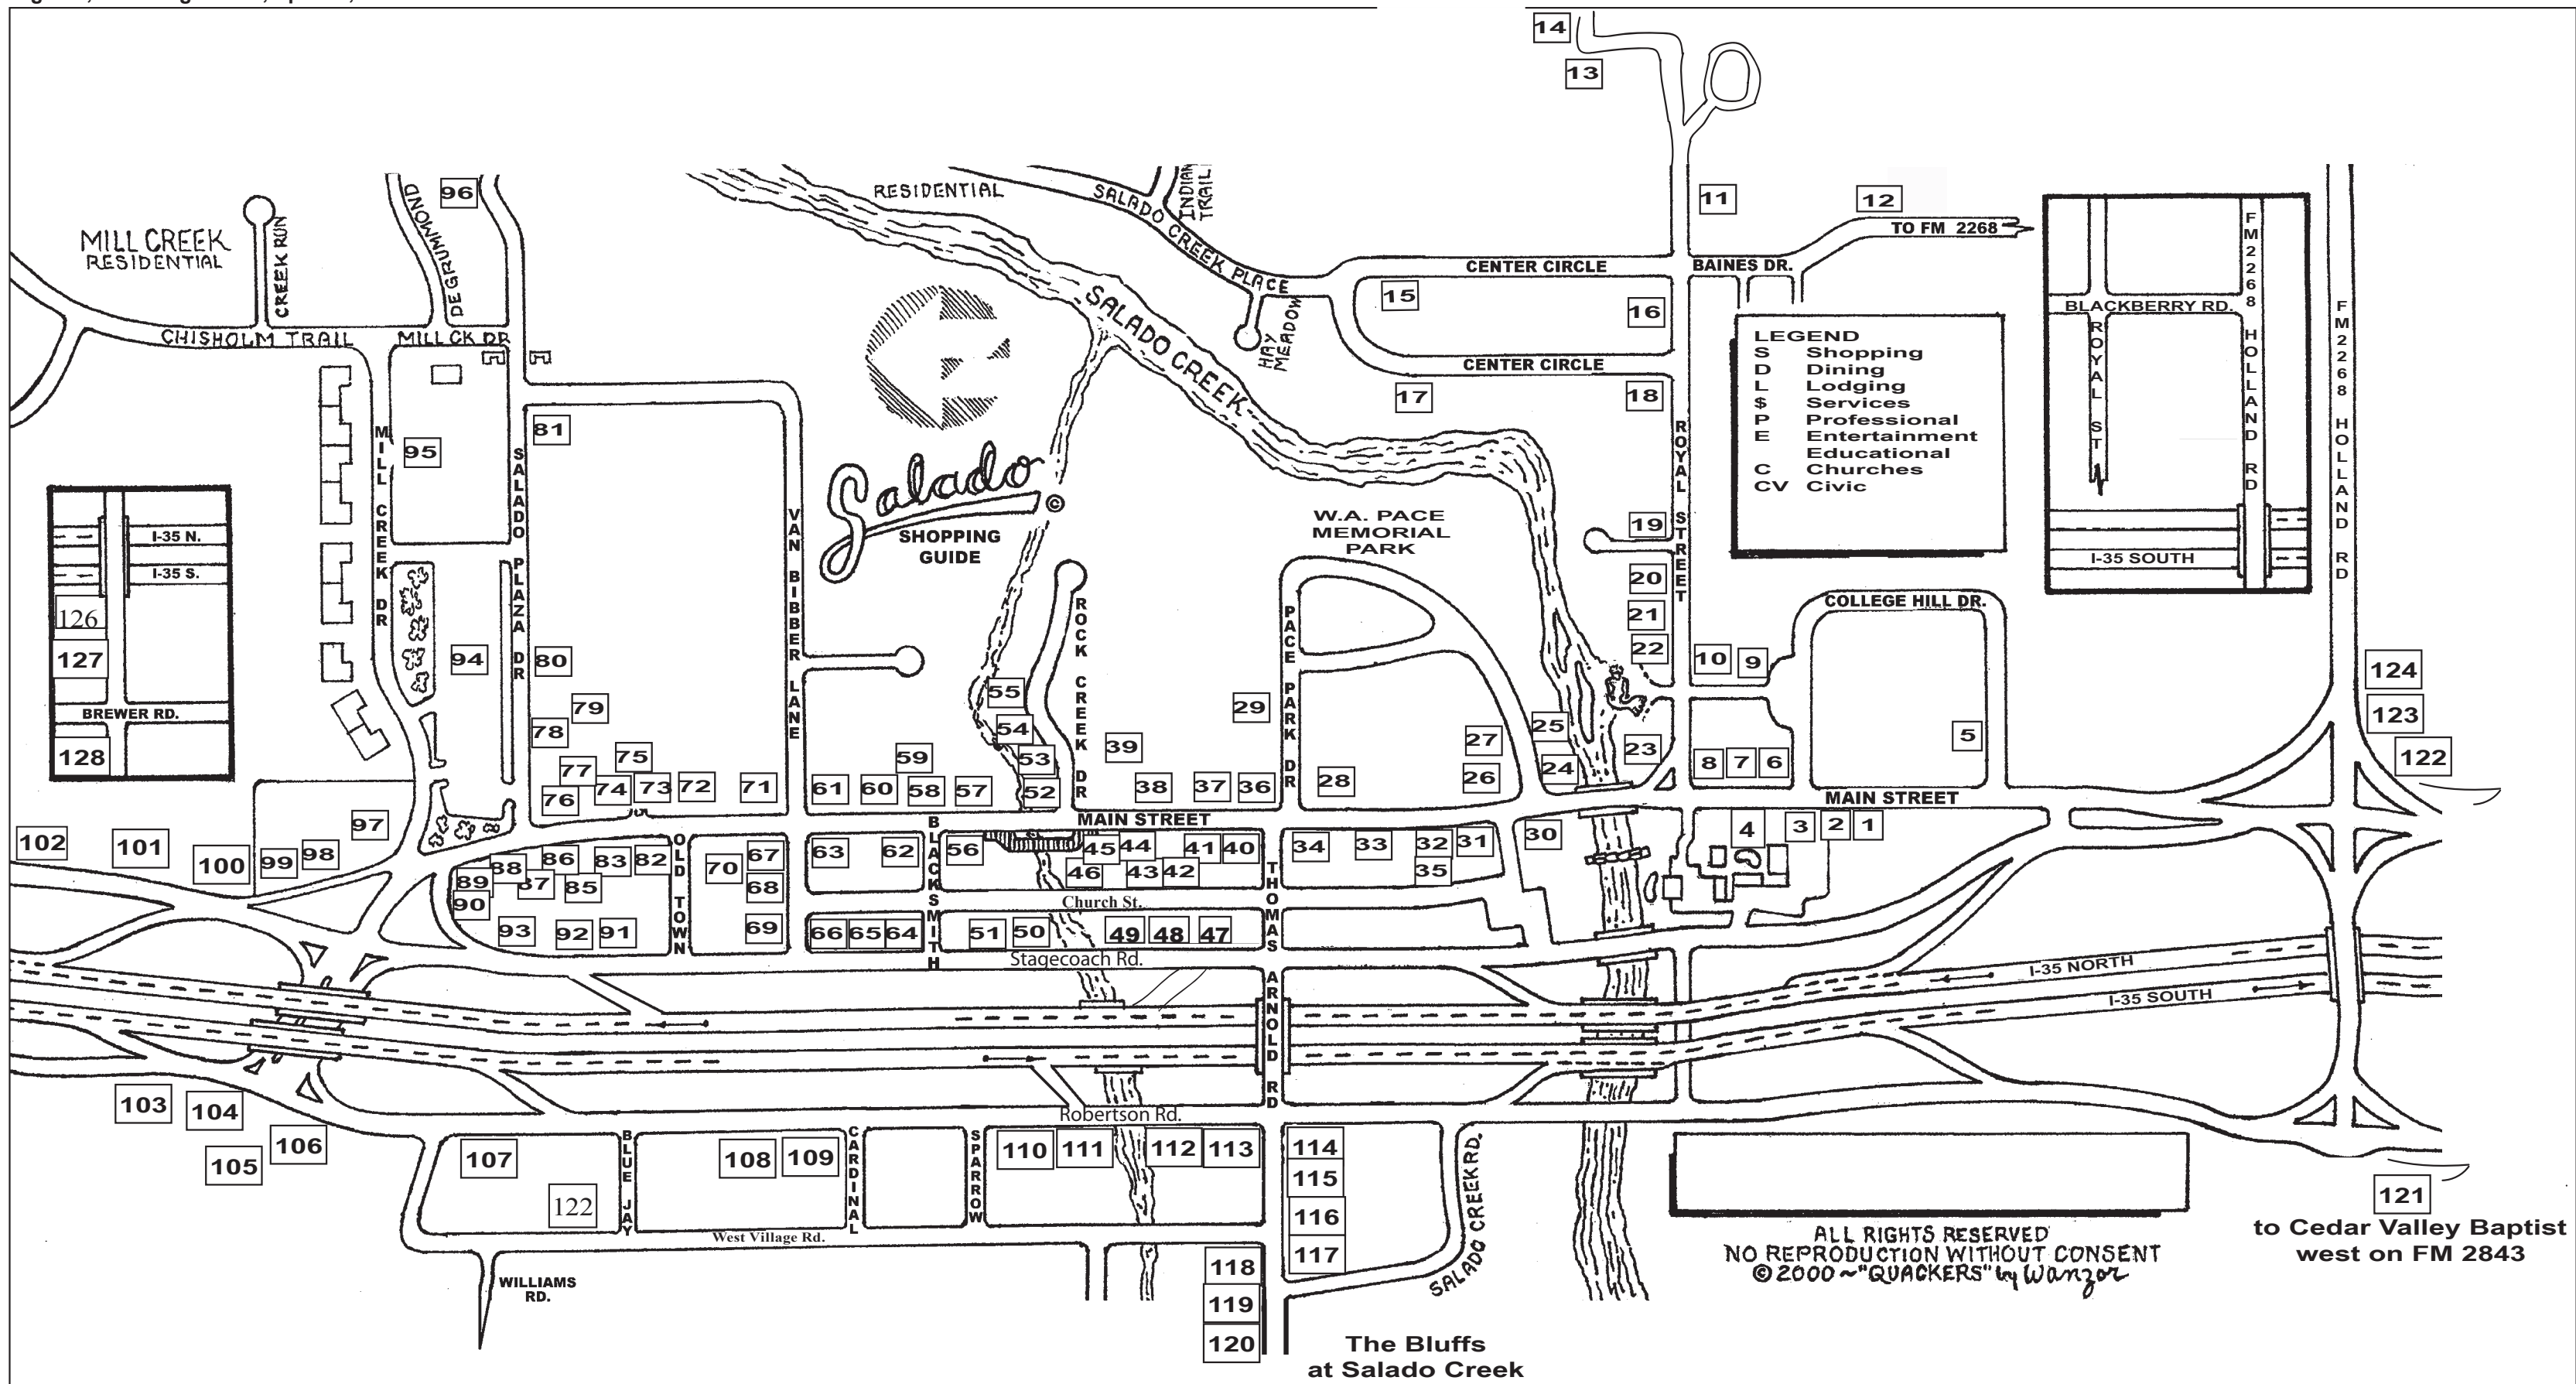 14
13
96
RESIDENTIAL
SALADO CREEK PLACE
INDIAN TRAIL
11
12
TO FM 2268
MILL CREEK
RESIDENTIAL
CREEK RUN
DEGRUMMOND
CENTER CIRCLE
BAINES DR.
15
16
SALADO CREEK
HAY MEADOW
CHISHOLM TRAIL
MILL CK DR
CENTER CIRCLE
17
18
LEGEND
S Shopping
D Dining
L Lodging
$ Services
P Professional
E Entertainment
Educational
C Churches
CV Civic
BLACKBERRY RD.
ROYAL ST
FM2268 HOLLAND RD
I-35 SOUTH
FM2268 HOLLAND RD
81
95
MILL CREEK DR
SALADO PLAZA DR
VAN BIBBER LANE
Salado
©
SHOPPING
GUIDE
W.A. PACE
MEMORIAL
PARK
ROYAL STREET
19
20
21
22
I-35 N.
I-35 S.
126
127
BREWER RD.
128
94
80
79
78
75
77
74
73
72
71
76
ROCK CREEK DR
PACE PARK DR
COLLEGE HILL DR.
10
9
55
54
53
52
39
29
59
61
60
58
57
38
37
36
28
27
26
25
24
23
8
7
6
5
124
123
122
MAIN STREET
MAIN STREET
102
101
100
99
98
97
88
86
83
82
89
87
85
90
93
92
91
OLD TOWN
70
67
68
69
63
62
BLACKSMITH
56
45
44
41
40
46
43
42
THOMAS ARNOLD RD
34
33
32
31
35
30
4
3
2
1
Church St.
66
65
64
51
50
49
48
47
Stagecoach Rd.
I-35 NORTH
I-35 SOUTH
Robertson Rd.
103
104
105
106
107
122
BLUE JAY
108
109
CARDINAL
SPARROW
110
111
112
113
114
115
116
117
SALADO CREEK RD.
West Village Rd.
WILLIAMS
RD.
118
119
120
The Bluffs
at Salado Creek
ALL RIGHTS RESERVED
NO REPRODUCTION WITHOUT CONSENT
© 2000 ~ "QUACKERS" by Wanzor
121
to Cedar Valley Baptist
west on FM 2843